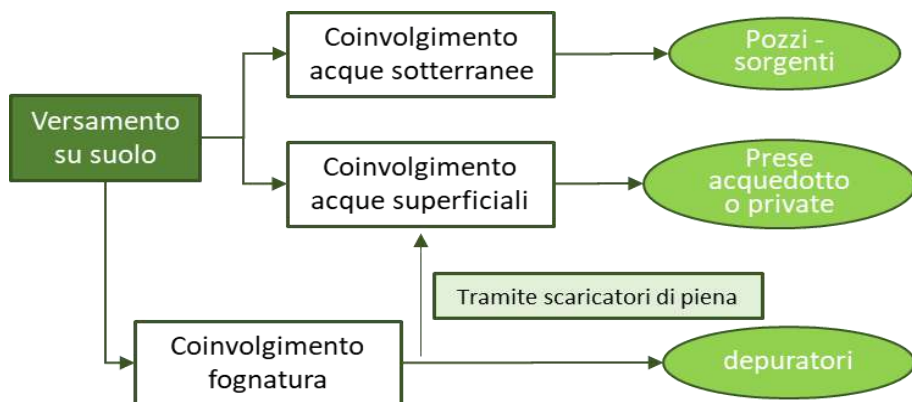 Coinvolgimento
acque sotterranee
Pozzi -
sorgenti
Versamento
su suolo
Coinvolgimento
acque superficiali
Prese
acquedotto
o private
Tramite scaricatori di piena
Coinvolgimento
fognatura
depuratori